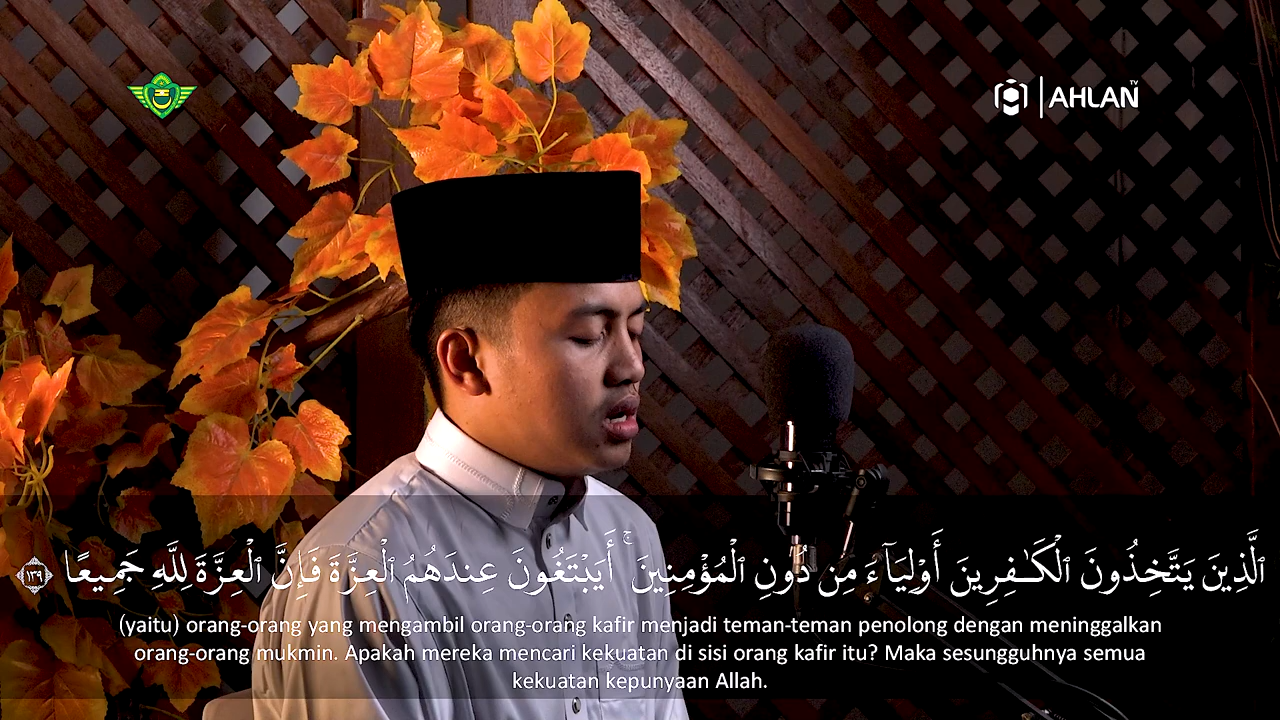 AHLAN TV
ٱلَّذِينَ يَتَّخِذُونَ ٱلْكَـٰفِرِينَ أَوْلِيَآءَ مِن دُونِ ٱلْمُؤْمِنِينَ ۚ أَيَبْتَغُونَ عِندَهُمُ ٱلْعِزَّةَ فَإِنَّ ٱلْعِزَّةَ لِلَّهِ جَمِيعًا ١٣٩
(yaitu) orang-orang yang mengambil orang-orang kafir menjadi teman-teman penolong dengan meninggalkan
orang-orang mukmin. Apakah mereka mencari kekuatan di sisi orang kafir itu? Maka sesungguhnya semua
kekuatan kepunyaan Allah.